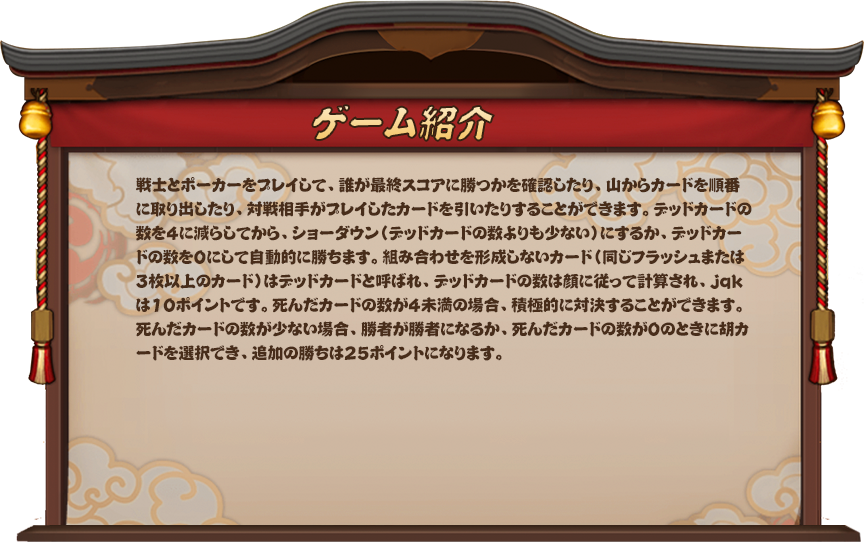 ゲーム紹介
戦士とポーカーをプレイして、誰が最終スコアに勝つかを確認したり、山からカードを順番
に取り出したり、対戦相手がプレイしたカードを引いたりすることができます。デッドカードの
数を4に減らしてから、ショーダウン（デッドカードの数よりも少ない）にするか、デッドカー
ドの数を0にして自動的に勝ちます。組み合わせを形成しないカード（同じフラッシュまたは
3枚以上のカード）はデッドカードと呼ばれ、デッドカードの数は顔に従って計算され、jqk
は10ポイントです。死んだカードの数が4未満の場合、積極的に対決することができます。
死んだカードの数が少ない場合、勝者が勝者になるか、死んだカードの数が0のときに胡カ
ードを選択でき、追加の勝ちは25ポイントになります。